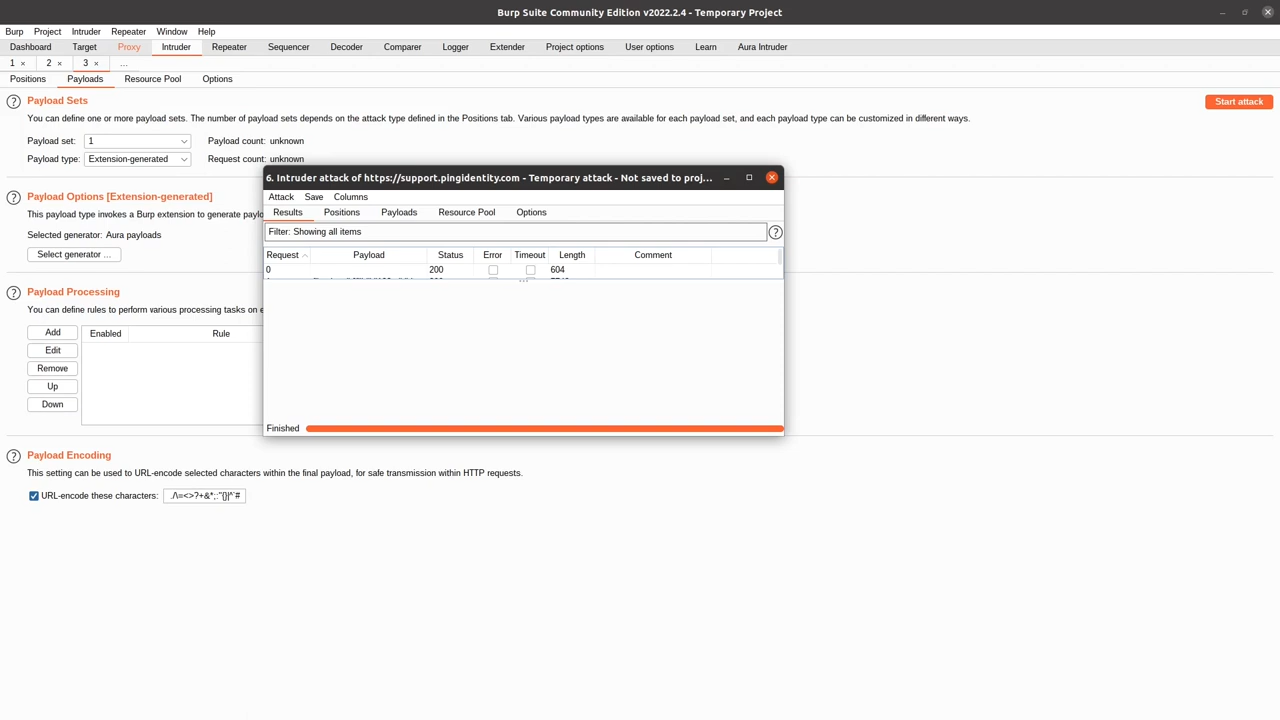 Burp Suite Community Edition v2022.2.4 - Temporary Project
Burp Project Intruder Repeater Window Help
Dashboard Target Proxy Intruder Repeater Sequencer Decoder Comparer Logger Extender Project options User options Learn Aura Intruder
1 × 2 × 3 × ...
Positions Payloads Resource Pool Options
? Payload Sets
Start attack
You can define one or more payload sets. The number of payload sets depends on the attack type defined in the Positions tab. Various payload types are available for each payload set, and each payload type can be customized in different ways.
Payload set: 1 Payload count: unknown
Payload type: Extension-generated Request count: unknown
? Payload Options [Extension-generated]
This payload type invokes a Burp extension to generate
Selected generator: Aura payloads
Select generator ...
? Payload Processing
You can define rules to perform various processing tasks on
Add
Edit
Remove
Up
Down
Enabled Rule
6. Intruder attack of https://support.pingidentity.com - Temporary attack - Not saved to proj...
Attack Save Columns
Results Positions Payloads Resource Pool Options
Filter: Showing all items ?
Request Payload Status Error Timeout Length Comment
0 200 604
Finished
? Payload Encoding
This setting can be used to URL-encode selected characters within the final payload, for safe transmission within HTTP requests.
URL-encode these characters: ./\=<>?+&*;:"{}|^`#